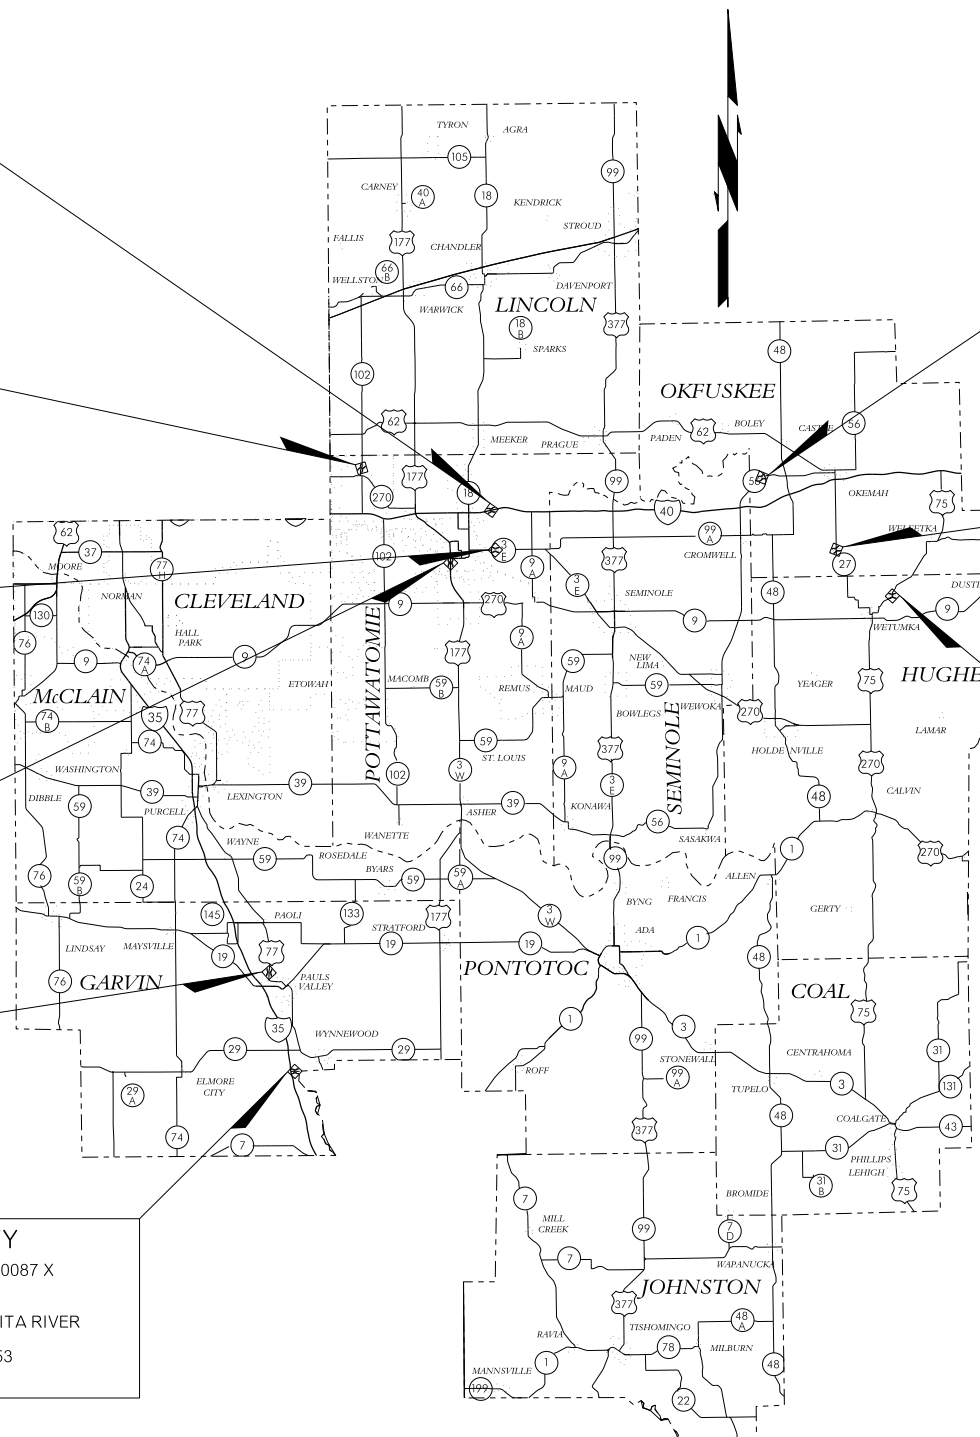 TYRON
AGRA
105
99
CARNEY
40
A
18
KENDRICK
STROUD
FALLIS
177
CHANDLER
66
B
WELLSTON
66
DAVENPORT
LINCOLN
WARWICK
18
B
377
SPARKS
48
102
OKFUSKEE
62
62
BOLEY
56
CASTLE
MEEKER
PRAGUE
PADEN
177
99
56
270
18
OKMULGEE
75
40
62
99
A
WELEETKA
37
102
3
E
CROMWELL
MOORE
77
H
9
A
377
27
3
E
DUSTI
NORMAN
CLEVELAND
SEMINOLE
48
130
9
270
9
9
HALL
PARK
9
A
WETUMKA
76
177
NEW
LIMA
9
74
A
9
59
HUGHE
McCLAIN
ETOWAH
MACOMB
59
B
REMUS
MAUD
59
YEAGER
75
POTTAWATOMIE
74
B
35
77
BOWLEGS
WEWOKA
270
SEMINOLE
LAMAR
74
59
377
HOLDENVILLE
ST. LOUIS
WASHINGTON
102
3
W
9
A
270
DIBBLE
39
39
3
E
CALVIN
59
LEXINGTON
39
KONAWA
48
PURCELL
ASHER
56
74
WAYNE
WANETTE
SASAKWA
1
270
59
ROSEDALE
99
BYARS
76
59
B
24
59
59
A
ALLEN
BYNG
FRANCIS
GERTY
145
PAOLI
133
177
3
W
ADA
STRATFORD
1
LINDSAY
MAYSVILLE
19
77
19
19
48
PONTOTOC
76
GARVIN
PAULS
VALLEY
COAL
75
35
1
3
WYNNEWOOD
99
29
29
STONEWALL
CENTRAHOMA
31
ROFF
99
A
ELMORE
CITY
29
A
TUPELO
3
131
48
COALGATE
43
377
74
7
31
PHILLIPS
LEHIGH
31
B
75
7
BROMIDE
MILL
CREEK
99
7
D
Y
7
WAPANUCKA
0087 X
JOHNSTON
377
ITA RIVER
48
A
TISHOMINGO
RAVIA
78
MILBURN
53
1
48
MANNSVILLE
199
22